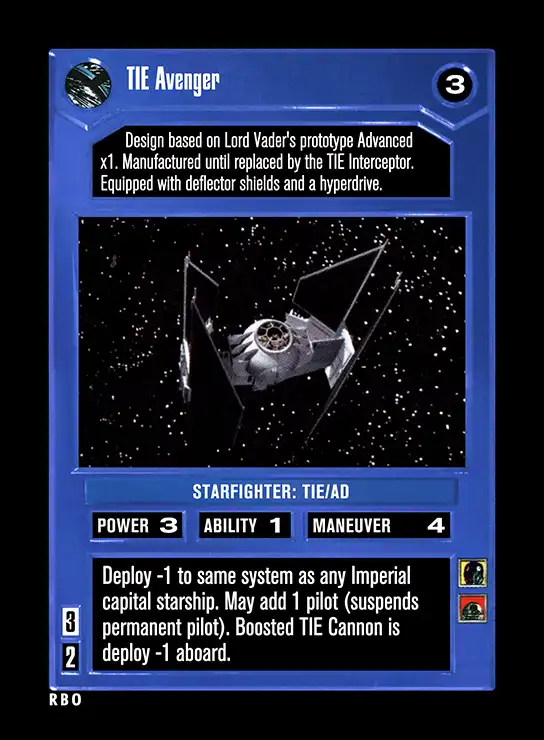 TIE Avenger
3
Design based on Lord Vader's prototype Advanced
x1. Manufactured until replaced by the TIE Interceptor.
Equipped with deflector shields and a hyperdrive.
STARFIGHTER: TIE/AD
POWER 3 ABILITY 1 MANEUVER 4
Deploy -1 to same system as any Imperial
capital starship. May add 1 pilot (suspends
permanent pilot). Boosted TIE Cannon is
deploy -1 aboard.
3
2
RBO